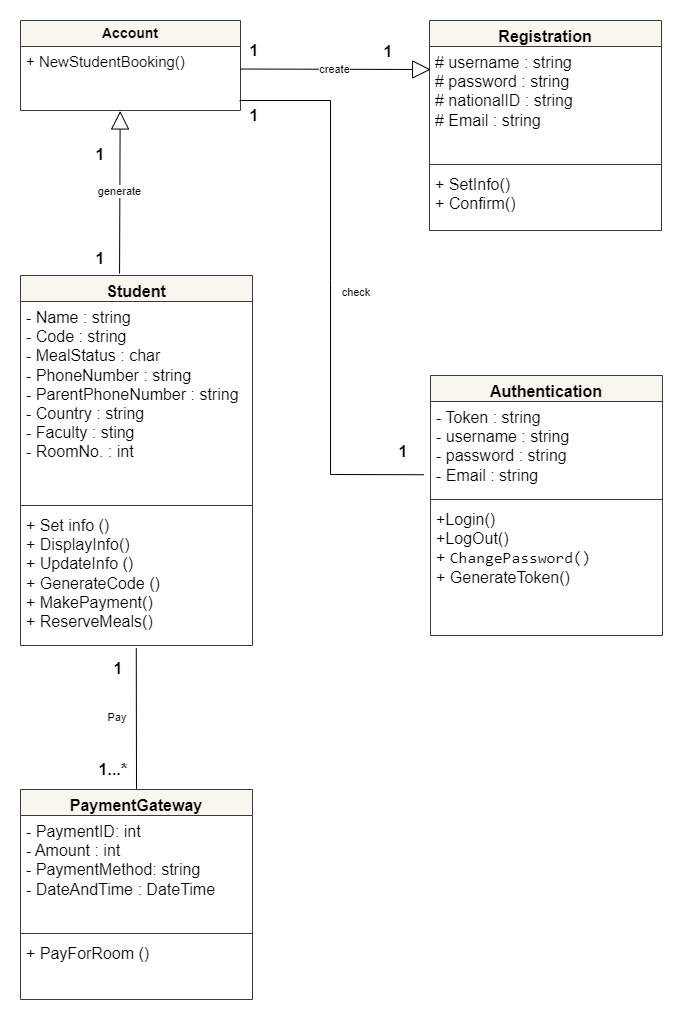 Account
+ NewStudentBooking()
1
create
1
1
Registration
# username : string
# password : string
# nationalID : string
# Email : string
+ SetInfo()
+ Confirm()
1
generate
1
check
Student
- Name : string
- Code : string
- MealStatus : char
- PhoneNumber : string
- ParentPhoneNumber : string
- Country : string
- Faculty : sting
- RoomNo. : int
+ Set info ()
+ DisplayInfo()
+ UpdateInfo ()
+ GenerateCode ()
+ MakePayment()
+ ReserveMeals()
1
Authentication
- Token : string
- username : string
- password : string
- Email : string
+Login()
+LogOut()
+ ChangePassword()
+ GenerateToken()
1
Pay
1...*
PaymentGateway
- PaymentID: int
- Amount : int
- PaymentMethod: string
- DateAndTime : DateTime
+ PayForRoom ()